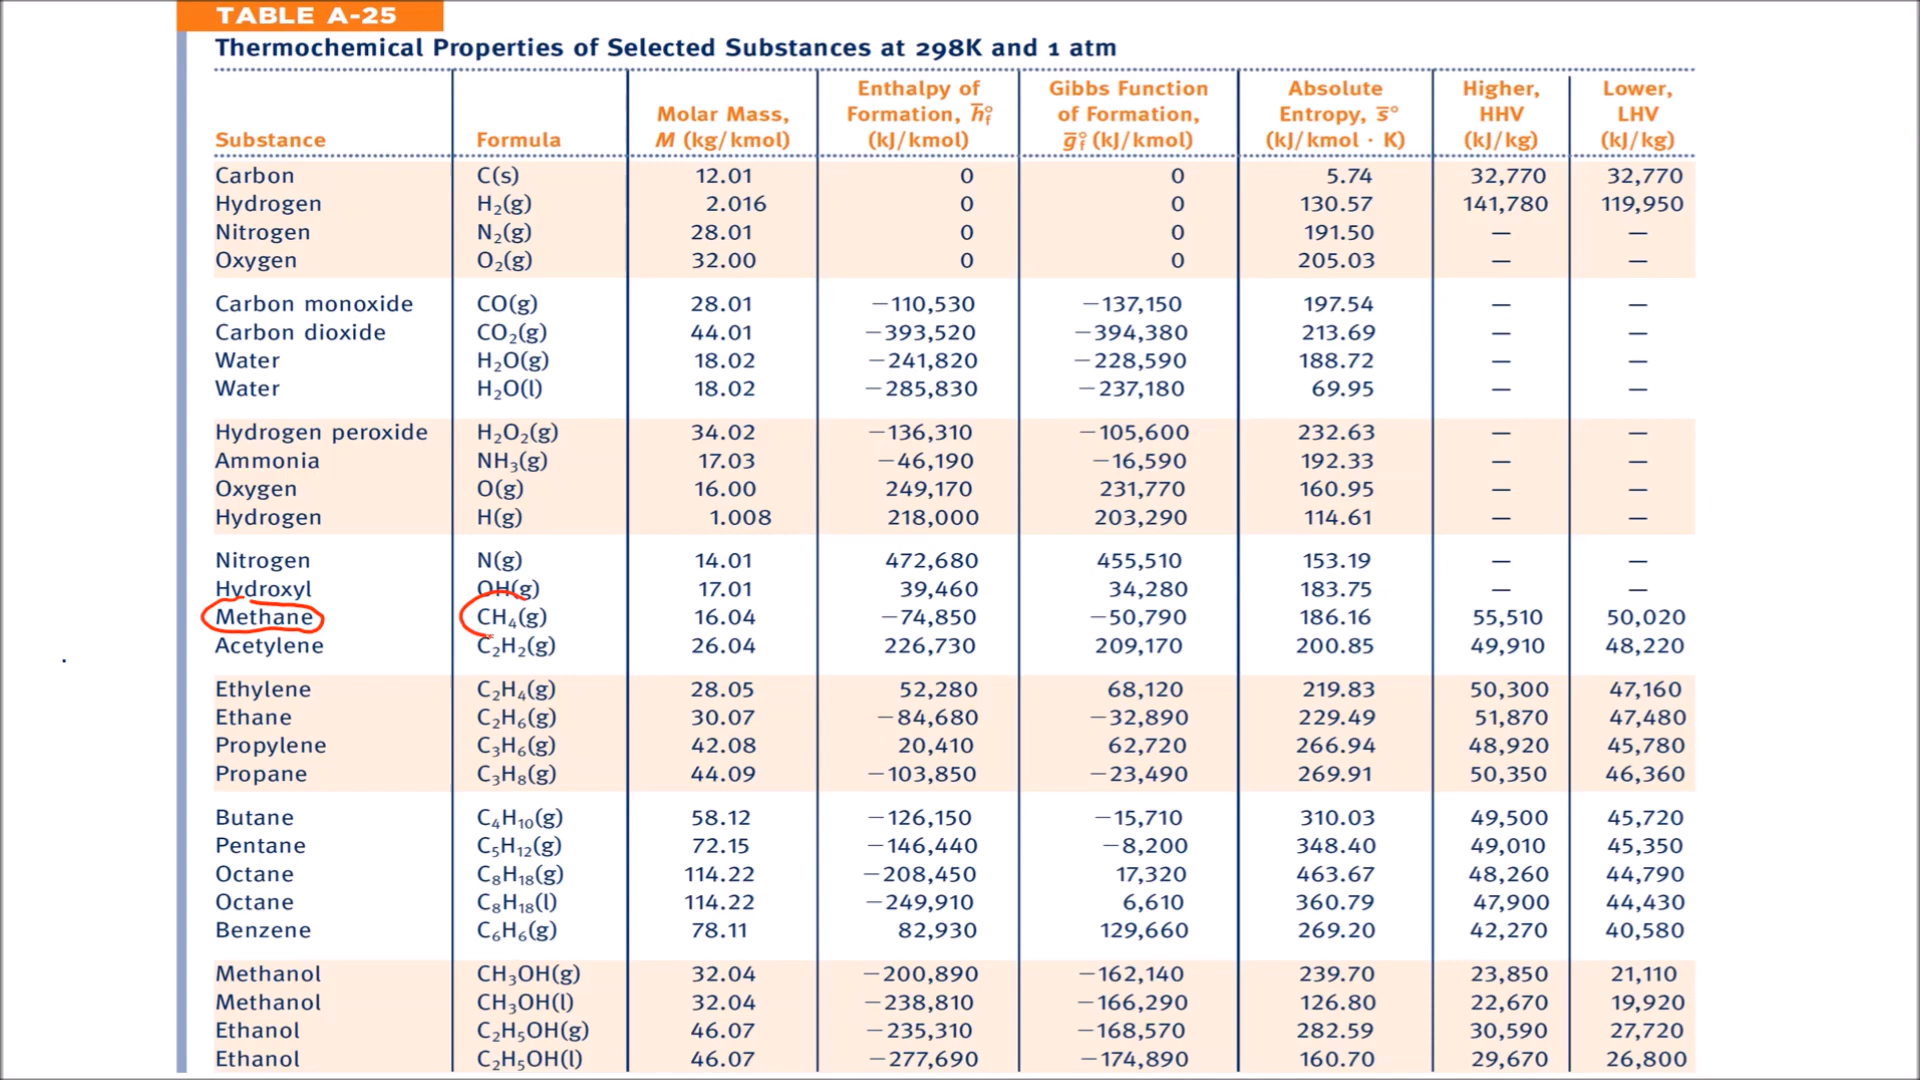 TABLE A-25
Thermochemical Properties of Selected Substances at 298K and 1 atm
Substance Formula Molar Mass, M (kg/kmol) Enthalpy of Formation, h̄°f (kJ/kmol) Gibbs Function of Formation, ḡ°f (kJ/kmol) Absolute Entropy, s̄° (kJ/kmol · K) Higher, HHV (kJ/kg) Lower, LHV (kJ/kg)
Carbon C(s) 12.01 0 0 5.74 32,770 32,770
Hydrogen H₂(g) 2.016 0 0 130.57 141,780 119,950
Nitrogen N₂(g) 28.01 0 0 191.50 — —
Oxygen O₂(g) 32.00 0 0 205.03 — —
Carbon monoxide CO(g) 28.01 −110,530 −137,150 197.54 — —
Carbon dioxide CO₂(g) 44.01 −393,520 −394,380 213.69 — —
Water H₂O(g) 18.02 −241,820 −228,590 188.72 — —
Water H₂O(l) 18.02 −285,830 −237,180 69.95 — —
Hydrogen peroxide H₂O₂(g) 34.02 −136,310 −105,600 232.63 — —
Ammonia NH₃(g) 17.03 −46,190 −16,590 192.33 — —
Oxygen O(g) 16.00 249,170 231,770 160.95 — —
Hydrogen H(g) 1.008 218,000 203,290 114.61 — —
Nitrogen N(g) 14.01 472,680 455,510 153.19 — —
Hydroxyl OH(g) 17.01 39,460 34,280 183.75 — —
Methane CH₄(g) 16.04 −74,850 −50,790 186.16 55,510 50,020
Acetylene C₂H₂(g) 26.04 226,730 209,170 200.85 49,910 48,220
Ethylene C₂H₄(g) 28.05 52,280 68,120 219.83 50,300 47,160
Ethane C₂H₆(g) 30.07 −84,680 −32,890 229.49 51,870 47,480
Propylene C₃H₆(g) 42.08 20,410 62,720 266.94 48,920 45,780
Propane C₃H₈(g) 44.09 −103,850 −23,490 269.91 50,350 46,360
Butane C₄H₁₀(g) 58.12 −126,150 −15,710 310.03 49,500 45,720
Pentane C₅H₁₂(g) 72.15 −146,440 −8,200 348.40 49,010 45,350
Octane C₈H₁₈(g) 114.22 −208,450 17,320 463.67 48,260 44,790
Octane C₈H₁₈(l) 114.22 −249,910 6,610 360.79 47,900 44,430
Benzene C₆H₆(g) 78.11 82,930 129,660 269.20 42,270 40,580
Methanol CH₃OH(g) 32.04 −200,890 −162,140 239.70 23,850 21,110
Methanol CH₃OH(l) 32.04 −238,810 −166,290 126.80 22,670 19,920
Ethanol C₂H₅OH(g) 46.07 −235,310 −168,570 282.59 30,590 27,720
Ethanol C₂H₅OH(l) 46.07 −277,690 −174,890 160.70 29,670 26,800